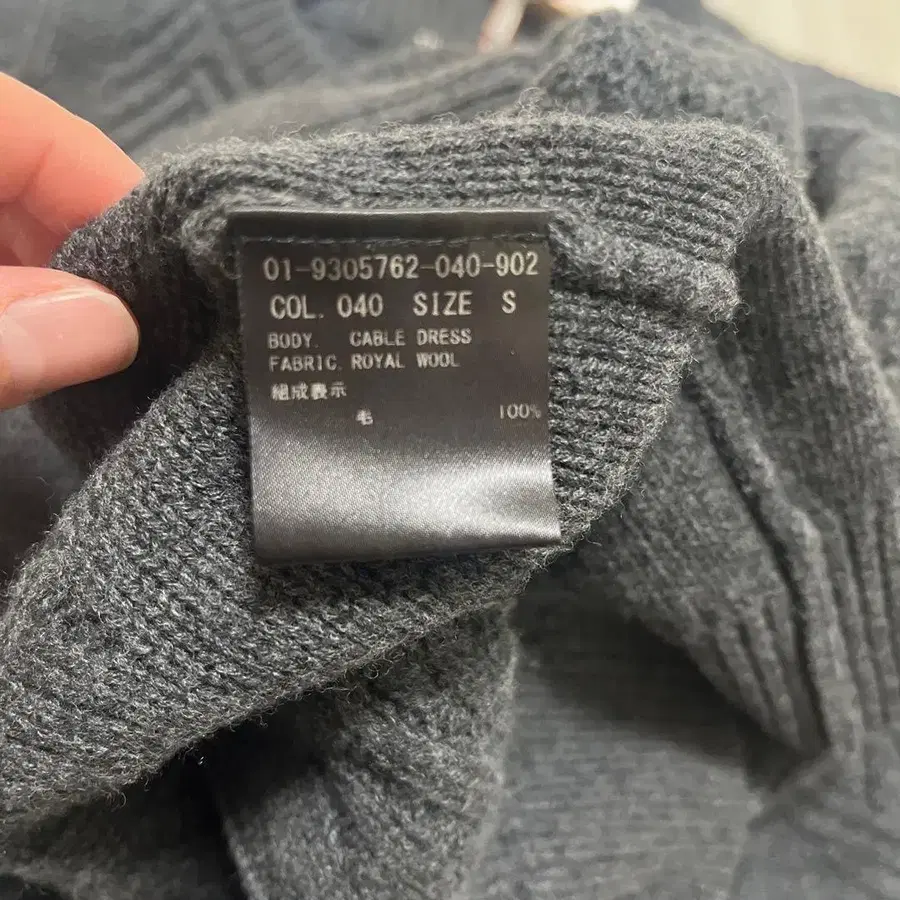 01-9305762-040-902
COL. 040 SIZE S
BODY. CABLE DRESS
FABRIC. ROYAL WOOL
組成表示
毛 100%